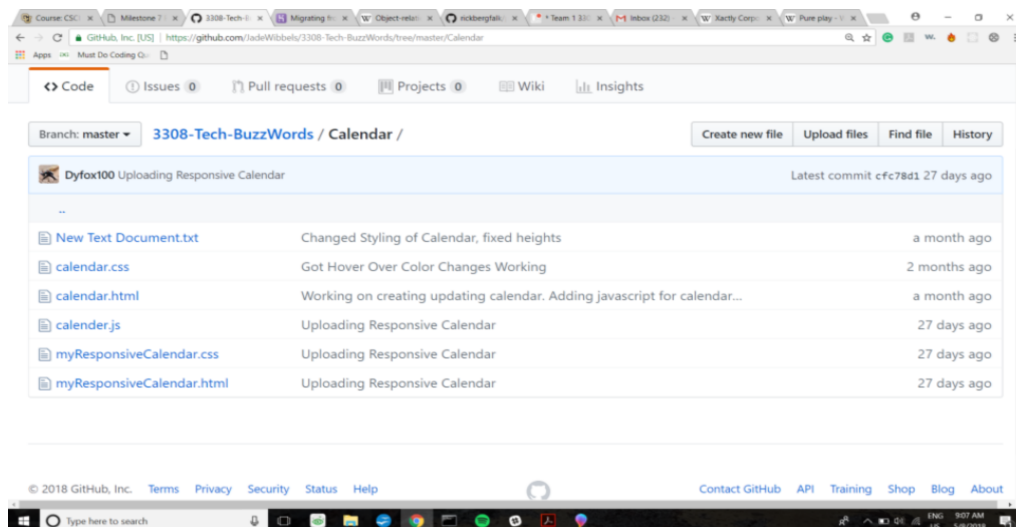 Course: CSC
Milestone 7
3308-Tech-B
Migrating fr
Object-relati
rickbergfalk
* Team 1 33
Inbox (232)
Xactly Corp
Pure play - V
GitHub, Inc. [US] | https://github.com/JadeWibbels/3308-Tech-BuzzWords/tree/master/Calendar
Apps Must Do Coding Qu
Code Issues 0 Pull requests 0 Projects 0 Wiki Insights
Branch: master 3308-Tech-BuzzWords / Calendar / Create new file Upload files Find file History
Dyfox100 Uploading Responsive Calendar Latest commit cfc78d1 27 days ago
..
New Text Document.txt Changed Styling of Calendar, fixed heights a month ago
calendar.css Got Hover Over Color Changes Working 2 months ago
calendar.html Working on creating updating calendar. Adding javascript for calendar... a month ago
calender.js Uploading Responsive Calendar 27 days ago
myResponsiveCalendar.css Uploading Responsive Calendar 27 days ago
myResponsiveCalendar.html Uploading Responsive Calendar 27 days ago
© 2018 GitHub, Inc. Terms Privacy Security Status Help Contact GitHub API Training Shop Blog About
Type here to search ENG 9:07 AM